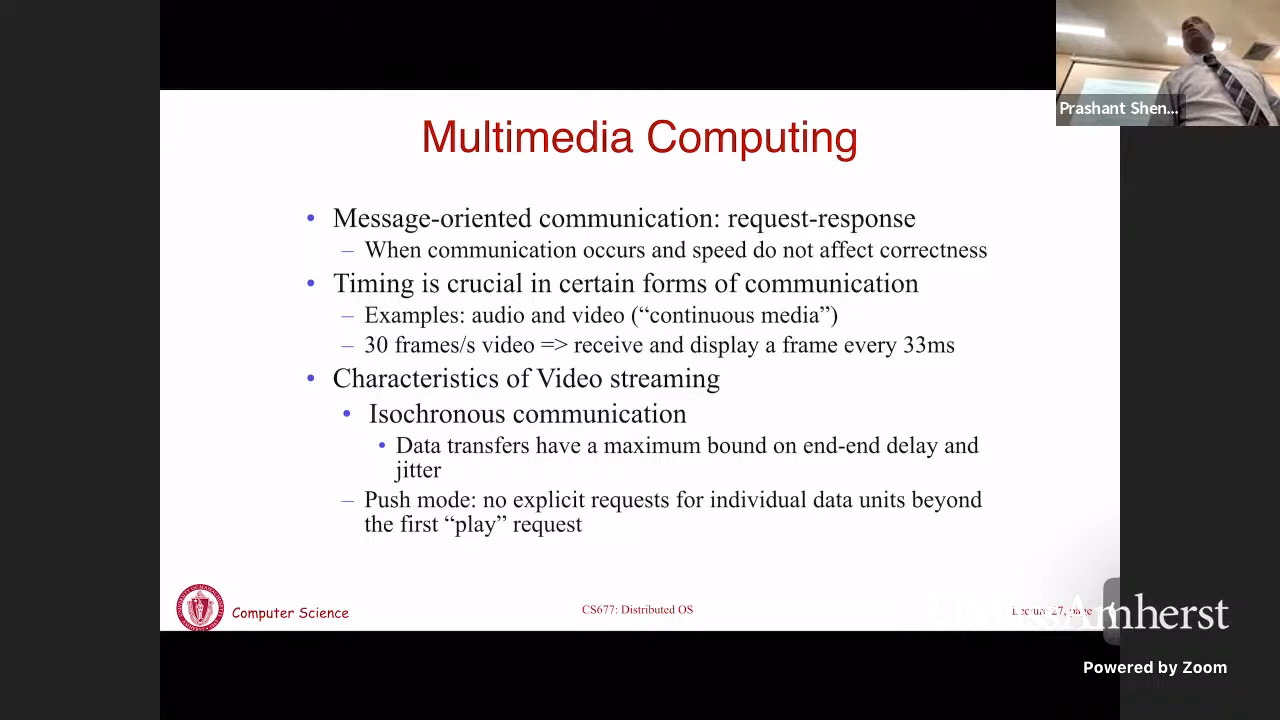 Prashant Shen...
Multimedia Computing
• Message-oriented communication: request-response
– When communication occurs and speed do not affect correctness
• Timing is crucial in certain forms of communication
– Examples: audio and video (“continuous media”)
– 30 frames/s video => receive and display a frame every 33ms
• Characteristics of Video streaming
• Isochronous communication
• Data transfers have a maximum bound on end-end delay and
jitter
– Push mode: no explicit requests for individual data units beyond
the first “play” request
Computer Science
CS677: Distributed OS
Lecture 27, page
Amherst
Powered by Zoom